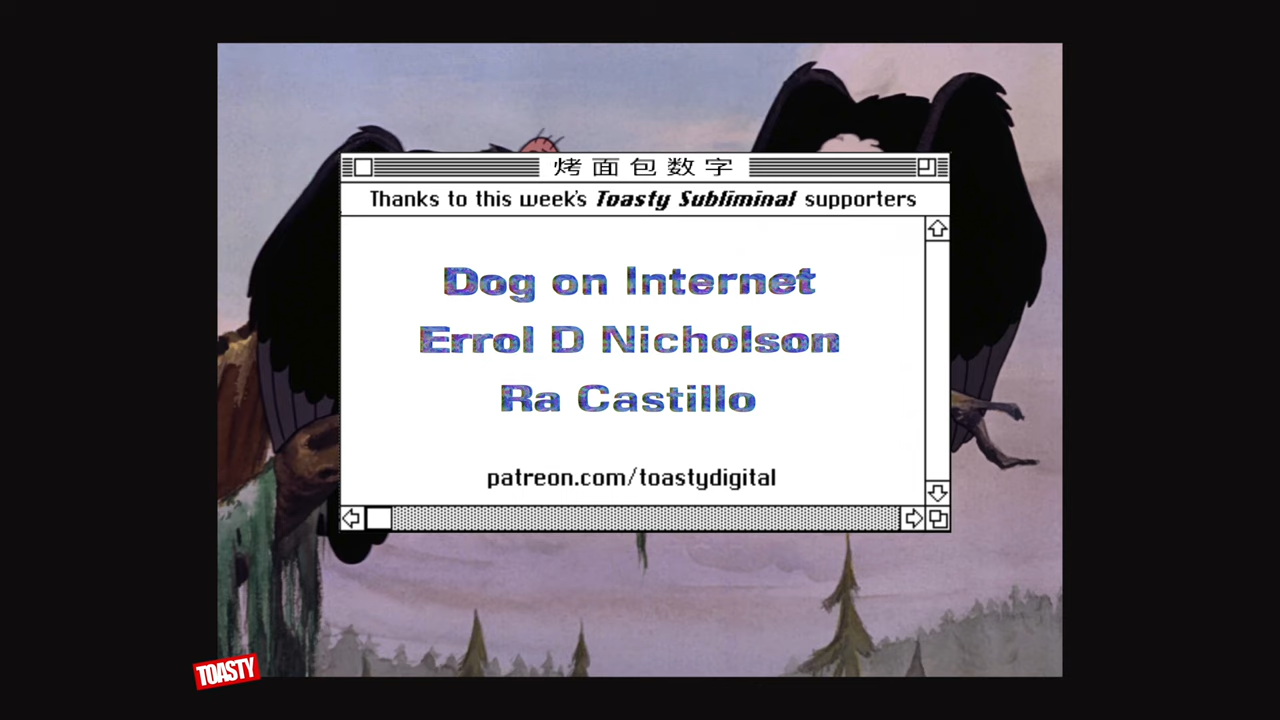 烤面包数字
Thanks to this week's Toasty Subliminal supporters
Dog on Internet
Errol D Nicholson
Ra Castillo
patreon.com/toastydigital
TOASTY